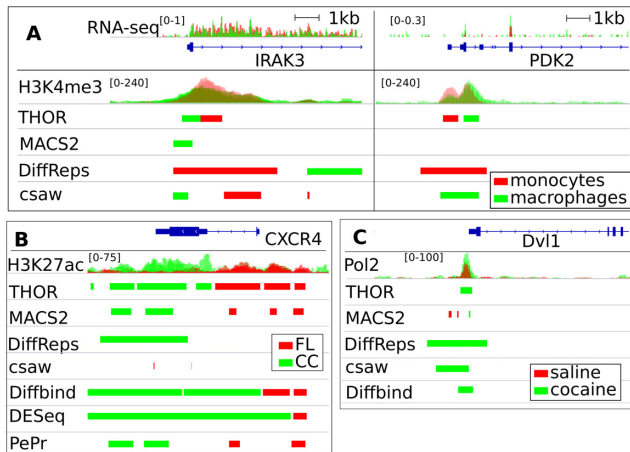 A
RNA-seq [0-1] 1kb [0-0.3] 1kb
IRAK3 PDK2
H3K4me3 [0-240] [0-240]
THOR
MACS2
DiffReps
csaw
monocytes
macrophages
B
CXCR4
H3K27ac [0-75]
THOR
MACS2
DiffReps
csaw
Diffbind
DESeq
PePr
FL
CC
C
Dvl1
Pol2 [0-100]
THOR
MACS2
DiffReps
csaw
Diffbind
saline
cocaine